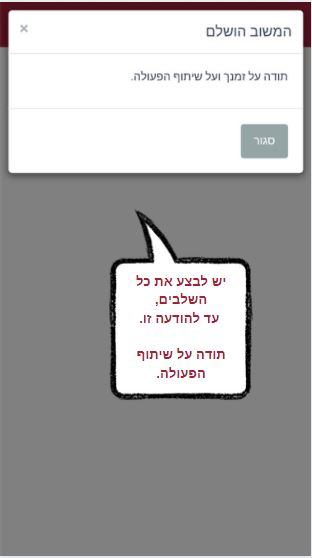 המשוב הושלם ×
תודה על זמנך ועל שיתוף הפעולה.
סגור
יש לבצע את כל
השלבים,
עד להודעה זו.
תודה על שיתוף
הפעולה.